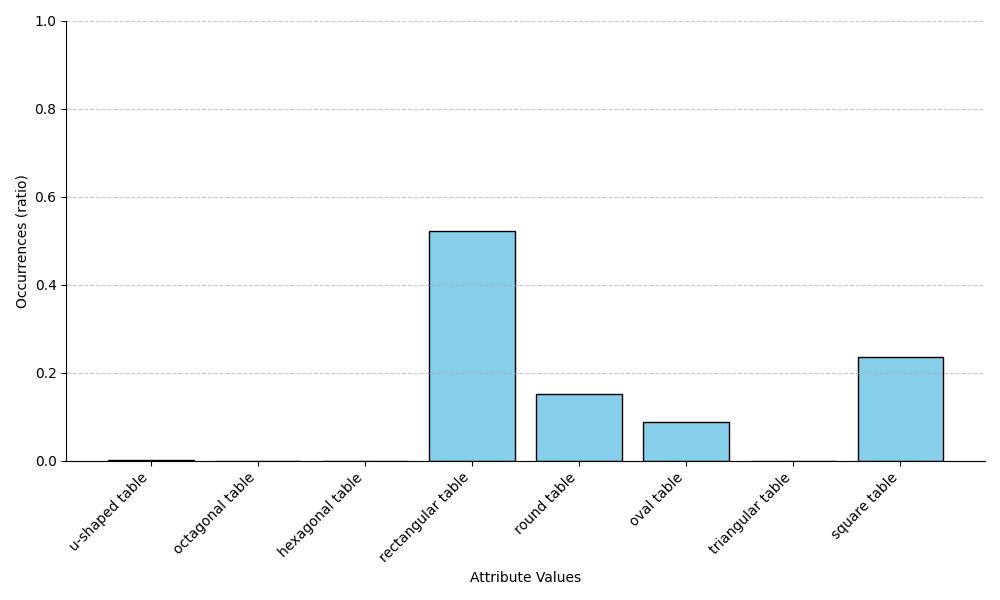 1.0
0.8
0.6
0.4
0.2
0.0
Occurrences (ratio)
u-shaped table
octagonal table
hexagonal table
rectangular table
round table
oval table
triangular table
square table
Attribute Values